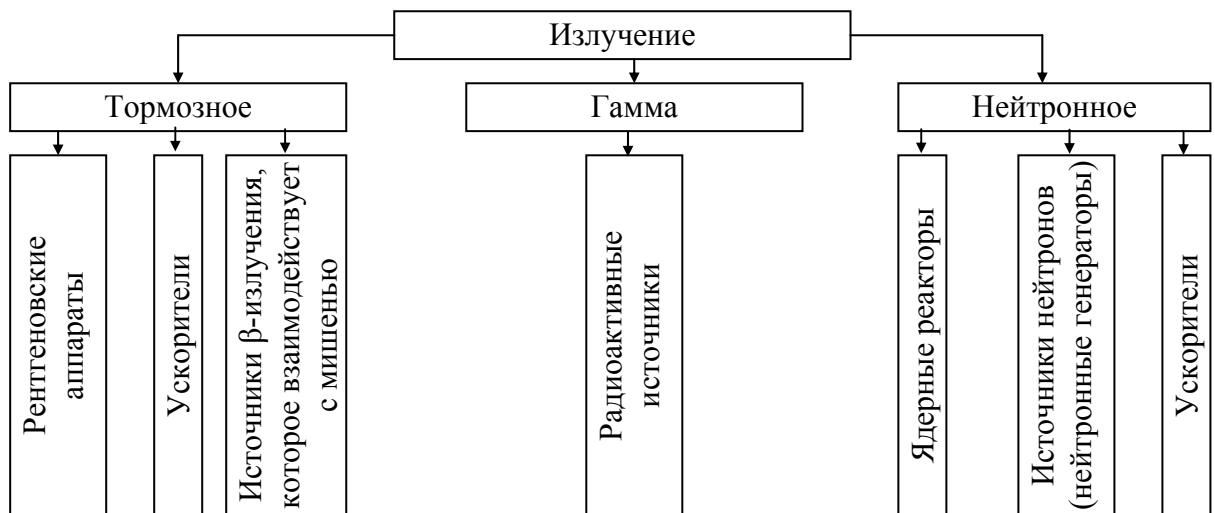 Излучение
Тормозное
Гамма
Нейтронное
Рентгеновские
аппараты
Ускорители
Источники β-излучения,
которое взаимодействует
с мишенью
Радиоактивные
источники
Ядерные реакторы
Источники нейтронов
(нейтронные генераторы)
Ускорители